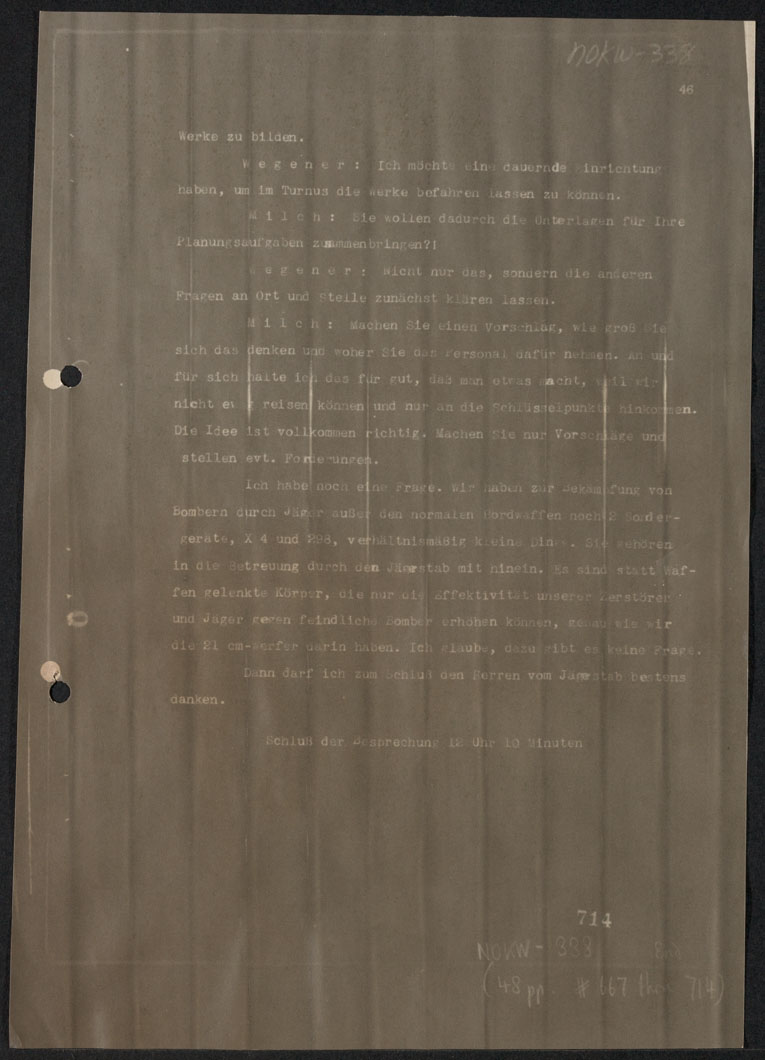 NOKW-338
46
Werke zu bilden.
W e g e n e r : Ich möchte eine dauernde Einrichtung
haben, um im Turnus die Werke befahren lassen zu können.
M i l c h : Sie wollen dadurch die Unterlagen für Ihre
Planungsaufgaben zusammenbringen?!
W e g e n e r : Nicht nur das, sondern die anderen
Fragen an Ort und Stelle zunächst klären lassen.
M i l c h : Machen Sie einen Vorschlag, wie groß Sie
sich das denken und woher Sie das Personal dafür nehmen. An und
für sich halte ich das für gut, daß man etwas macht, weil wir
nicht ewig reisen können und nur an die Schlüsselpunkte hinkommen.
Die Idee ist vollkommen richtig. Machen Sie nur Vorschläge und
stellen evt. Forderungen.
Ich habe noch eine Frage. Wir haben zur Bekämpfung von
Bombern durch Jäger außer den normalen Bordwaffen noch 2 Sonder-
geräte, X 4 und 298, verhältnismäßig kleine Dinge. Sie gehören
in die Betreuung durch den Jägerstab mit hinein. Es sind statt Waf-
fen gelenkte Körper, die nur die Effektivität unserer Zerstörer
und Jäger gegen feindliche Bomber erhöhen können, genau wie wir
die 21 cm-Werfer darin haben. Ich glaube, dazu gibt es keine Frage.
Dann darf ich zum Schluß den Herren vom Jägerstab bestens
danken.
Schluß der Besprechung 12 Uhr 10 Minuten
714
NOKW-338 End
(48 pp. # 667 thru 714)